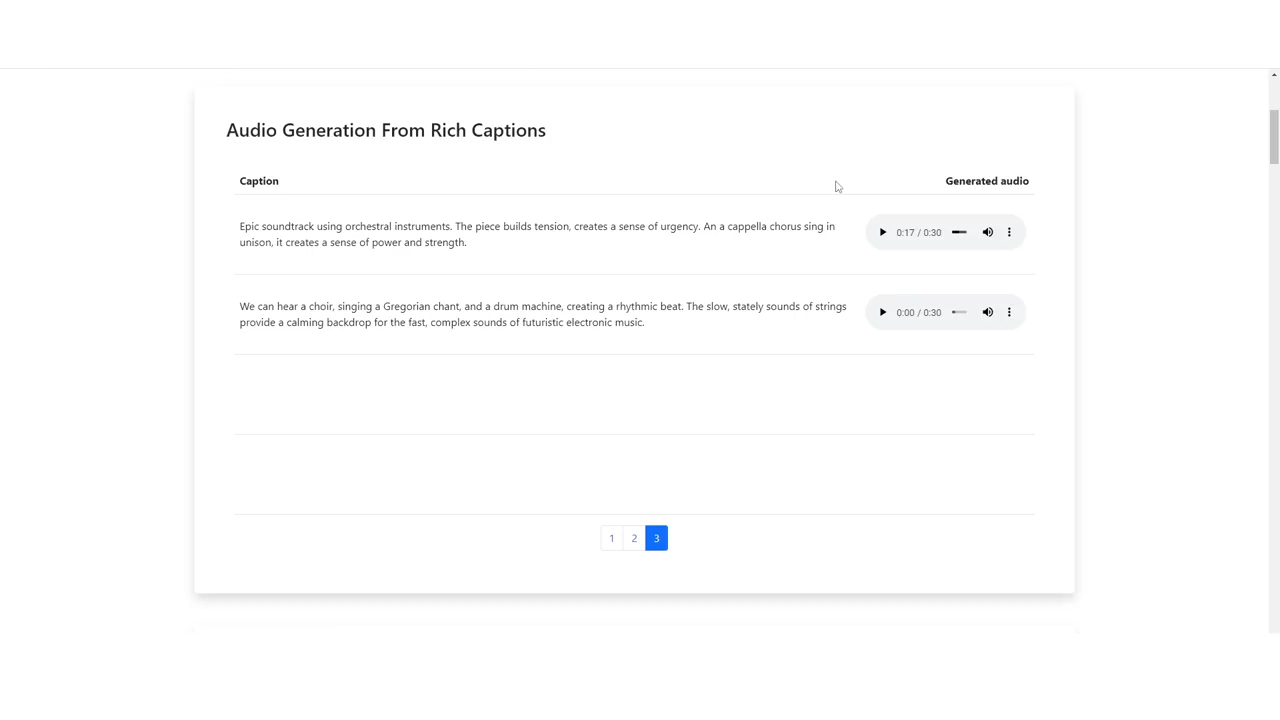 Audio Generation From Rich Captions
Caption
Generated audio
Epic soundtrack using orchestral instruments. The piece builds tension, creates a sense of urgency. An a cappella chorus sing in
unison, it creates a sense of power and strength.
0:17 / 0:30
We can hear a choir, singing a Gregorian chant, and a drum machine, creating a rhythmic beat. The slow, stately sounds of strings
provide a calming backdrop for the fast, complex sounds of futuristic electronic music.
0:00 / 0:30
1 2 3